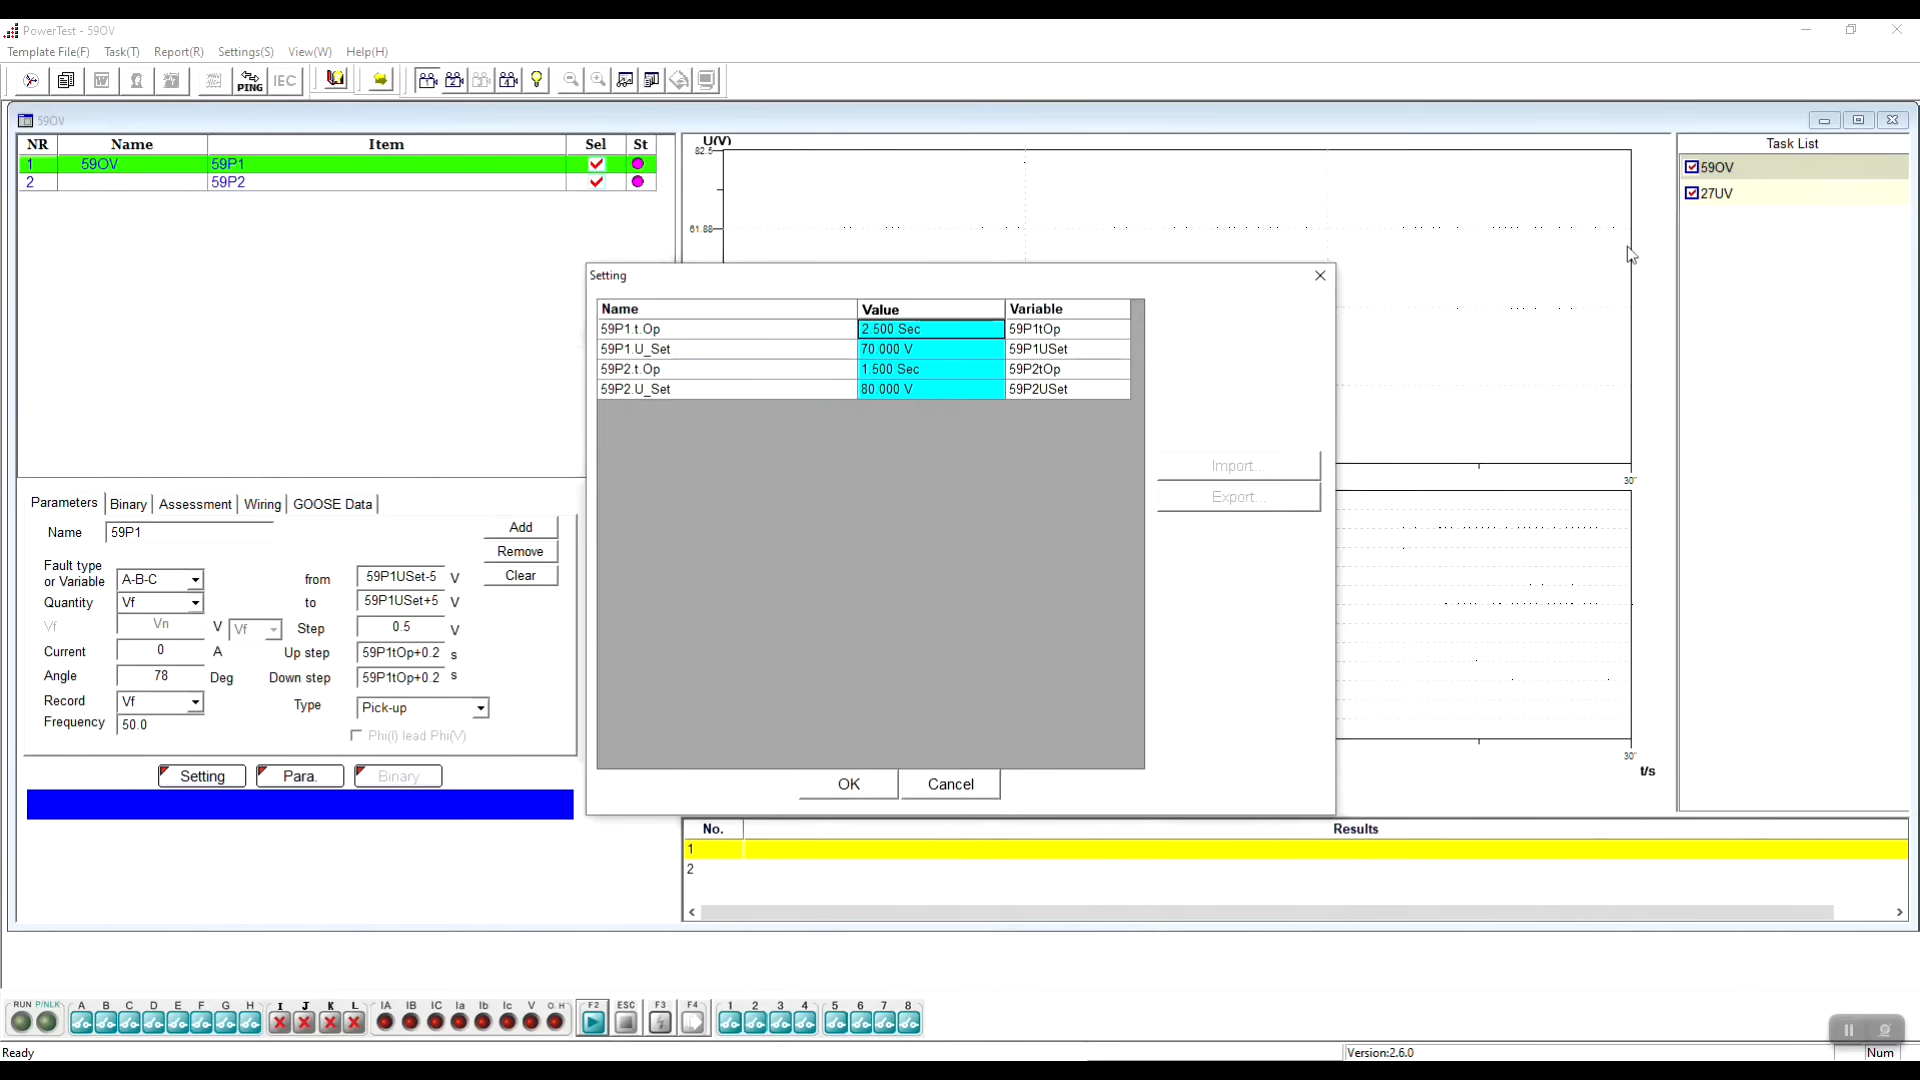 PowerTest - 59OV
Template File(F) Task(T) Report(R) Settings(S) View(W) Help(H)
PING IEC
59OV
NR Name Item Sel St
1 59OV 59P1
2 59P2
U(V)
82.5
61.88
30"
30"
t/s
Task List
59OV
27UV
Setting
Name Value Variable
59P1.t.Op 2.500 Sec 59P1tOp
59P1.U_Set 70.000 V 59P1USet
59P2.t.Op 1.500 Sec 59P2tOp
59P2.U_Set 80.000 V 59P2USet
Import...
Export...
OK Cancel
Parameters Binary Assessment Wiring GOOSE Data
Name 59P1
Add
Remove
Clear
Fault type
or Variable A-B-C from 59P1USet-5 V
Quantity Vf to 59P1USet+5 V
Vf Vn V Vf Step 0.5 V
Current 0 A Up step 59P1tOp+0.2 s
Angle 78 Deg Down step 59P1tOp+0.2 s
Record Vf Type Pick-up
Frequency 50.0
Phi(I) lead Phi(V)
Setting Para. Binary
No. Results
1
2
RUN P/NLK A B C D E F G H I J K L IA IB IC Ia Ib Ic V O.H F2 ESC F3 F4 1 2 3 4 5 6 7 8
Ready Version:2.6.0 Num